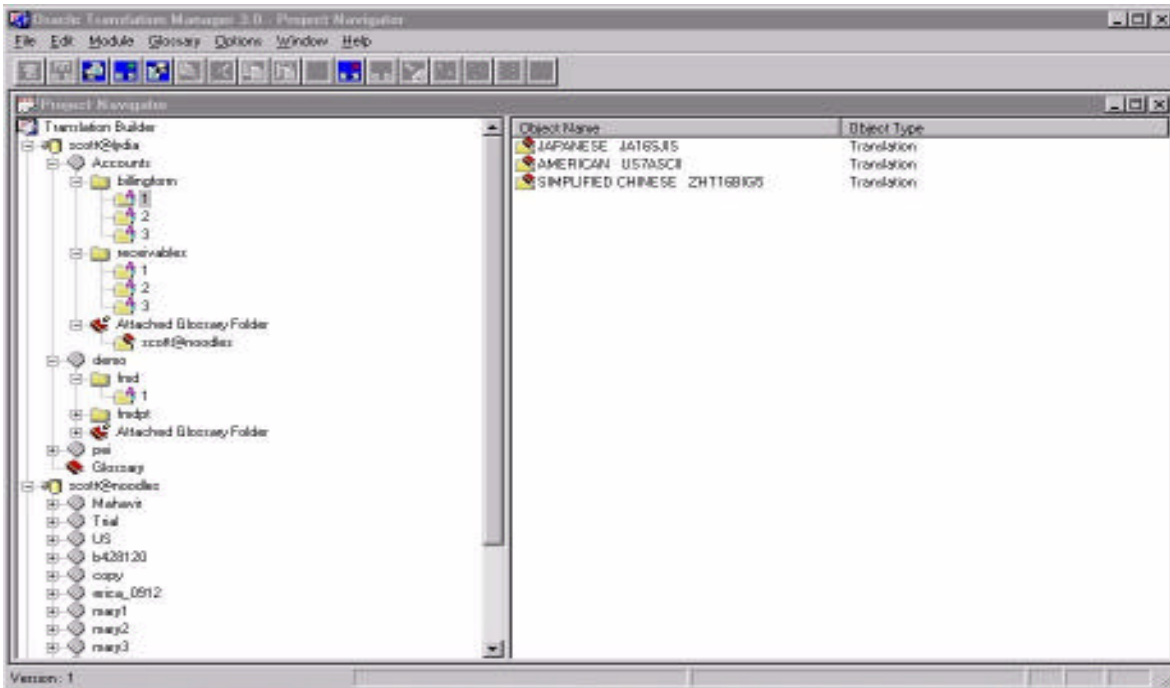 Oracle Translation Manager 3.0 - Project Navigator
File Edit Module Glossary Options Window Help
Project Navigator
Translation Builder
scott@lydia
Accounts
billingform
1
2
3
receivables
1
2
3
Attached Glossary Folder
scott@noodles
demo
fred
1
Attached Glossary Folder
Glossary
scott@noodles
Mahavir
Trial
US
b428120
copy
erica_0912
mary1
mary2
mary3
Object Name Object Type
JAPANESE JA16SJIS Translation
AMERICAN US7ASCII Translation
SIMPLIFIED CHINESE ZHT16BIG5 Translation
Version: 1